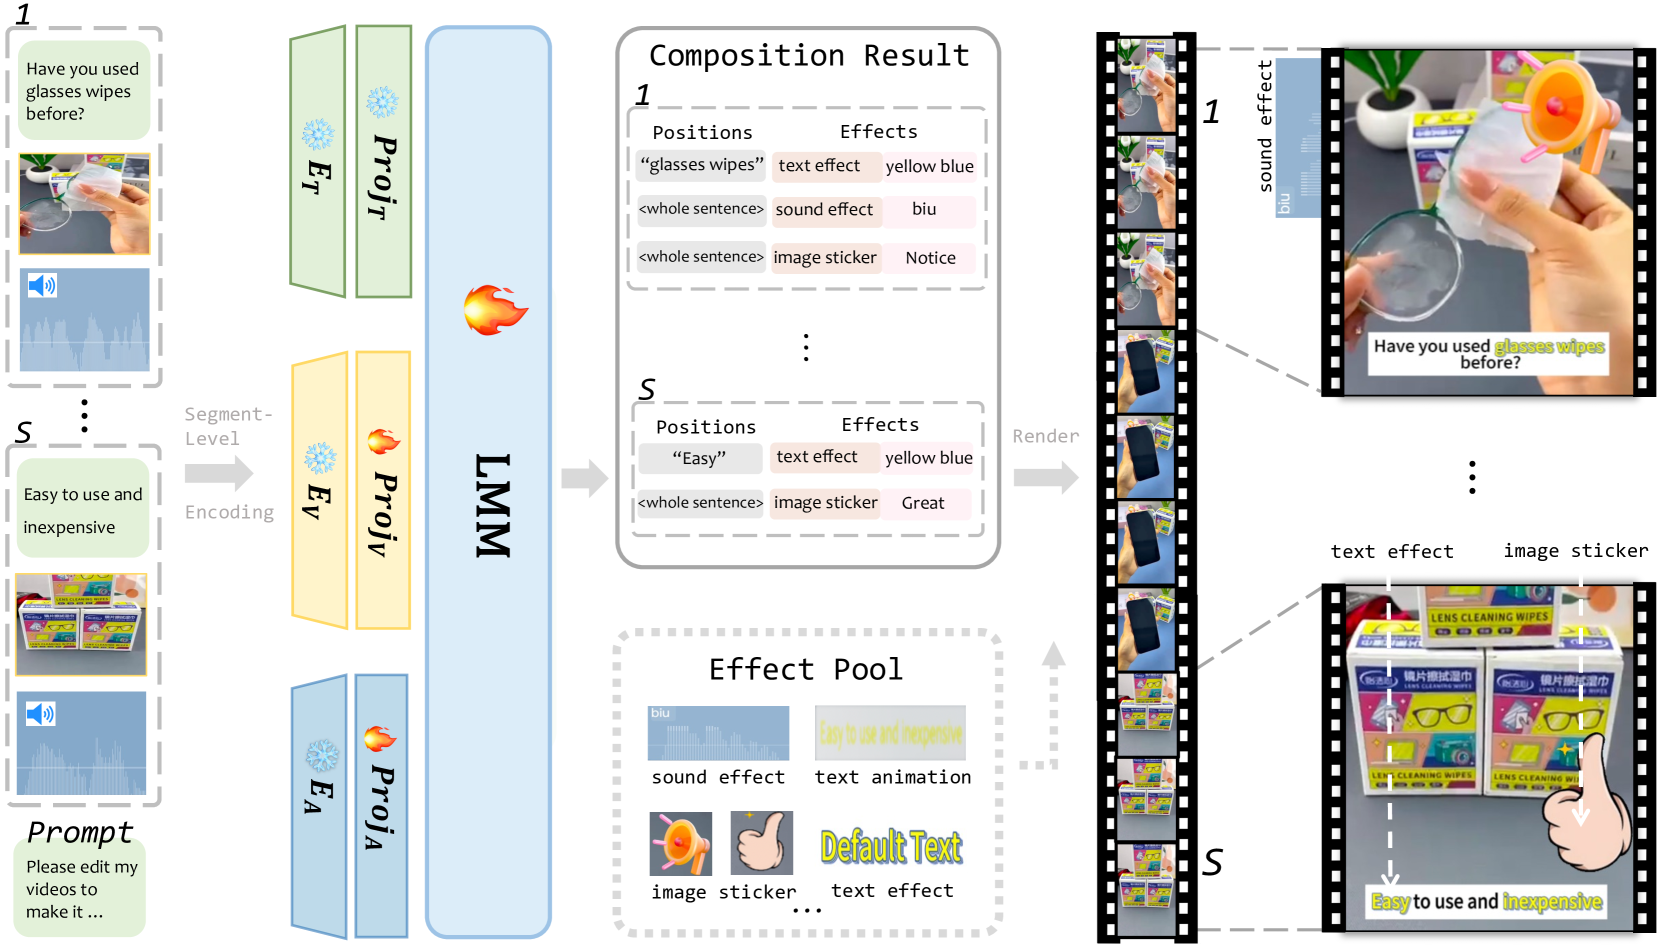 1
Have you used
glasses wipes
before?
S
Easy to use and
inexpensive
Prompt
Please edit my
videos to
make it ...
Segment-
Level
Encoding
E_T
Proj_T
E_V
Proj_V
E_A
Proj_A
LMM
Composition Result
1
Positions Effects
“glasses wipes” text effect yellow blue
<whole sentence> sound effect biu
<whole sentence> image sticker Notice
S
Positions Effects
“Easy” text effect yellow blue
<whole sentence> image sticker Great
Effect Pool
biu
Easy to use and inexpensive
sound effect text animation
Default Text
image sticker text effect
...
Render
1
S
sound effect
biu
Have you used glasses wipes
before?
text effect image sticker
LENS CLEANING WIPES
镜片擦拭湿巾
LENS CLEANING WIPES
LENS CLEANING WIPES
LENS CLEANING WIPES
Easy to use and inexpensive